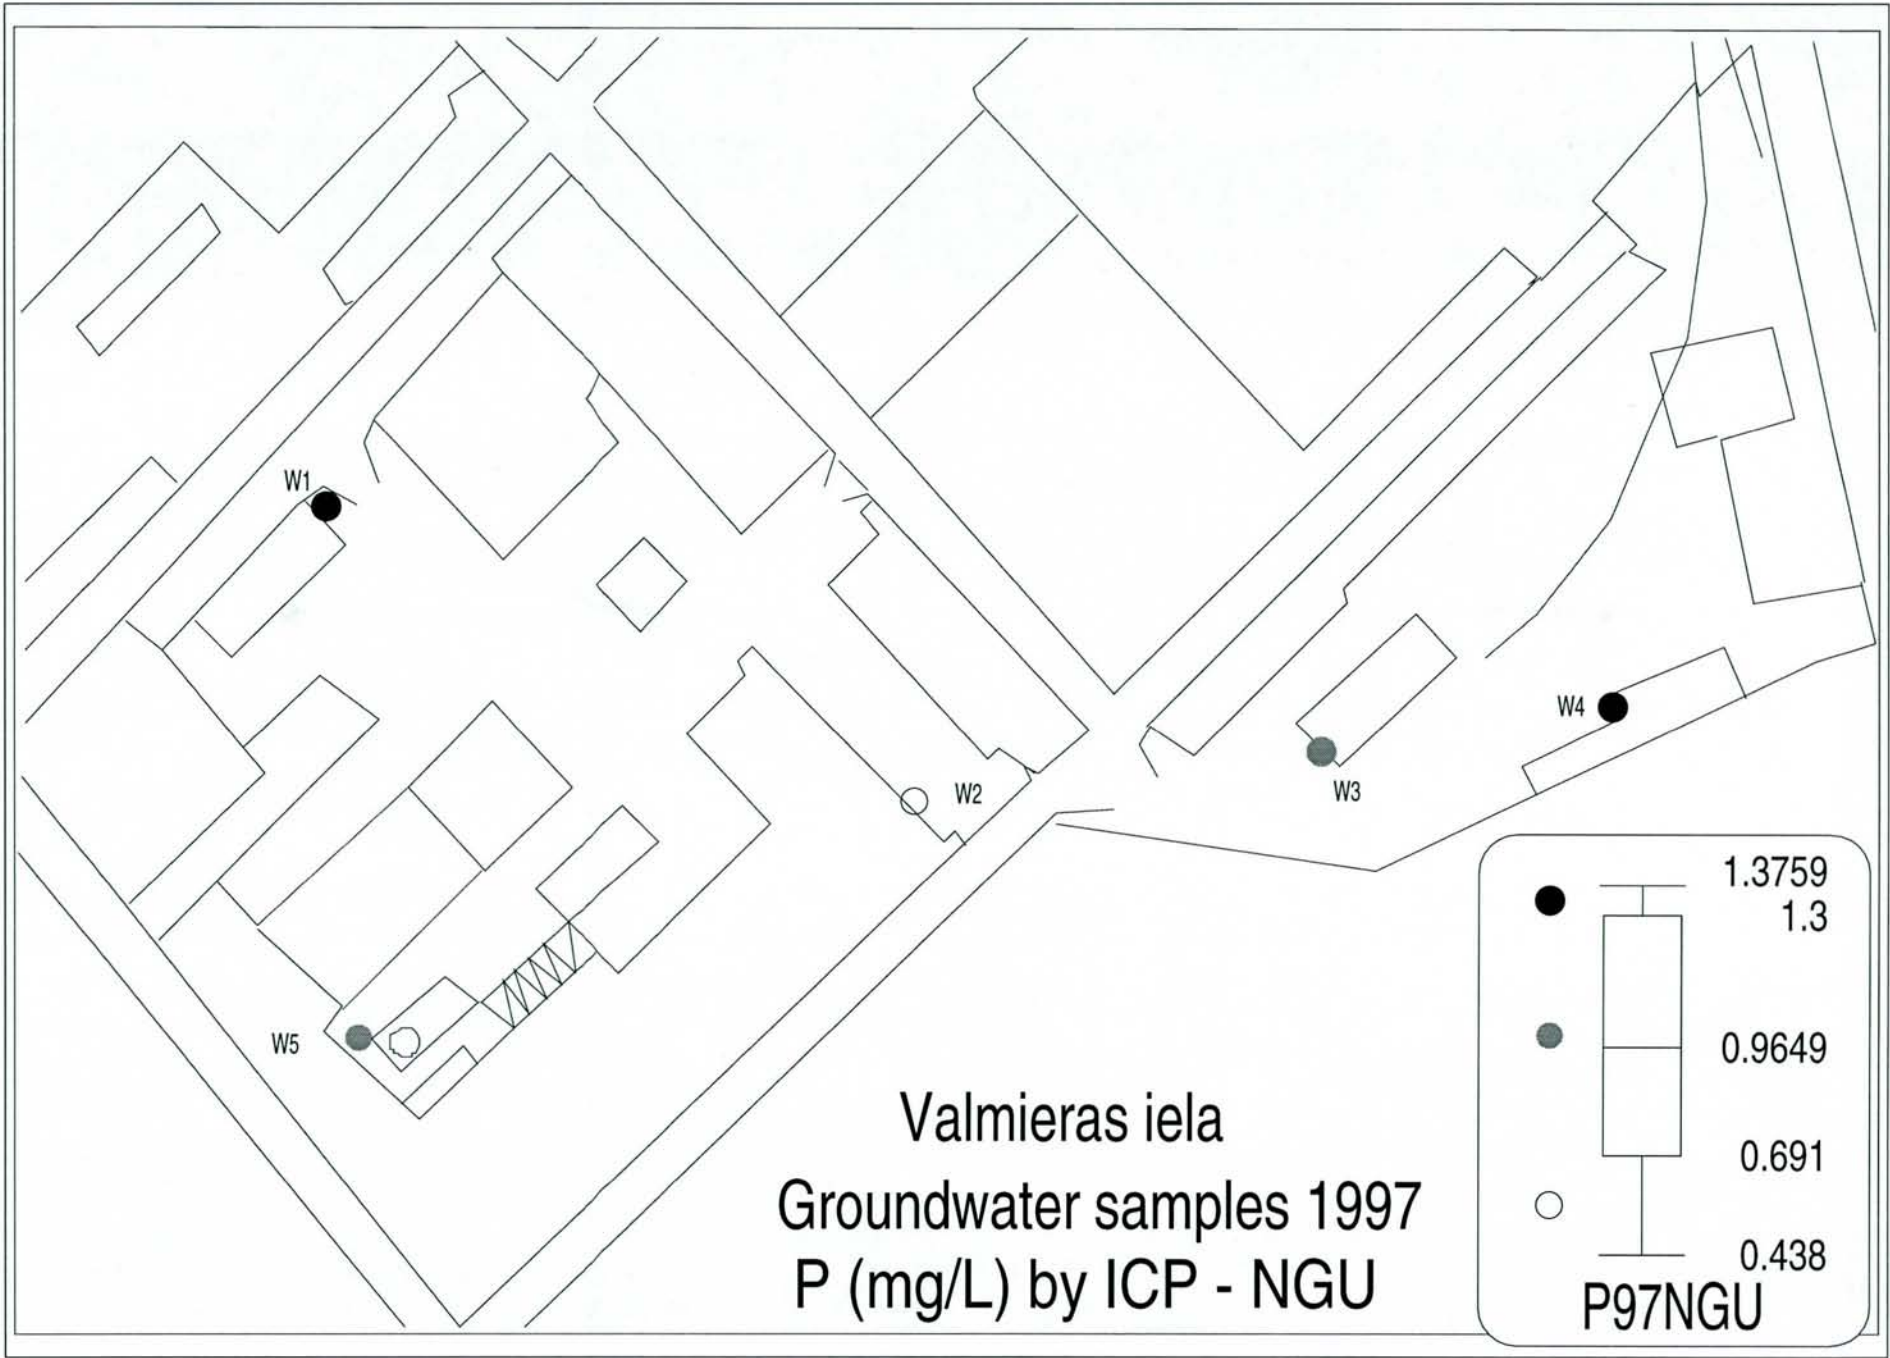 W1
W2
W3
W4
W5
Valmieras iela
Groundwater samples 1997
P (mg/L) by ICP - NGU
1.3759
1.3
0.9649
0.691
0.438
P97NGU